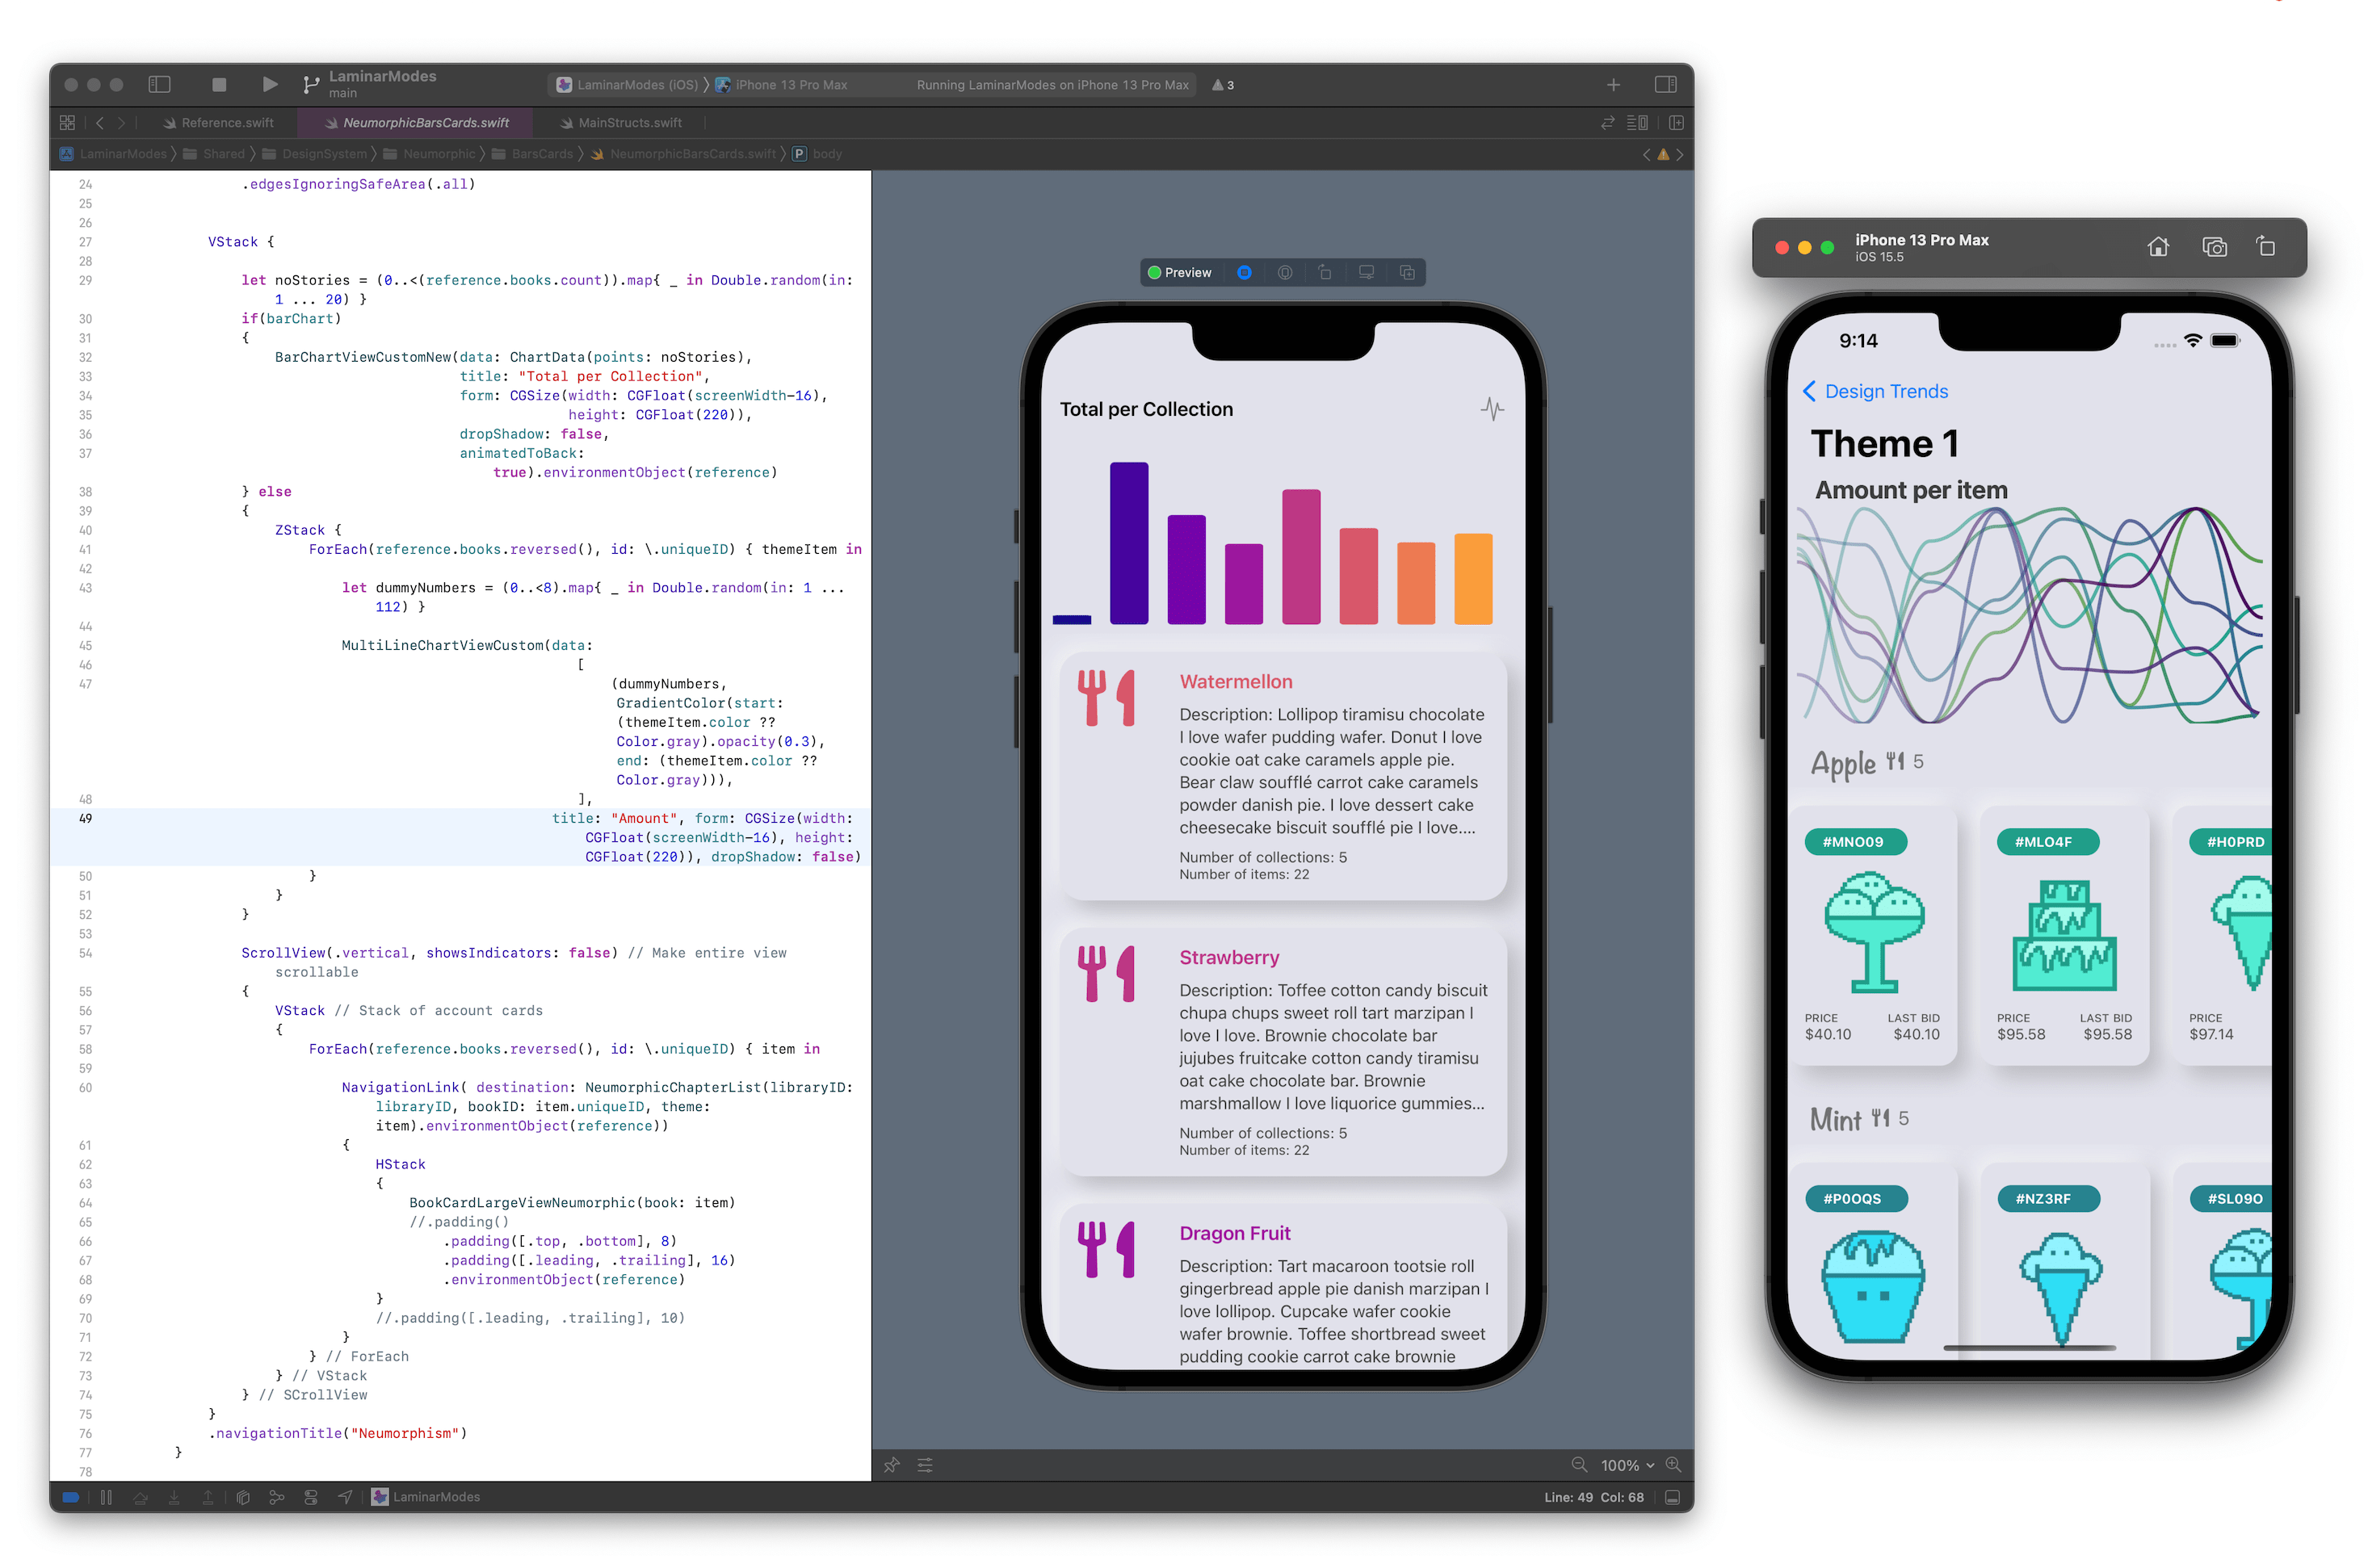 LaminarModes
main
LaminarModes (iOS) 〉 iPhone 13 Pro Max
Running LaminarModes on iPhone 13 Pro Max
3
Reference.swift
NeumorphicBarsCards.swift
MainStructs.swift
LaminarModes 〉 Shared 〉 DesignSystem 〉 Neumorphic 〉 BarsCards 〉 NeumorphicBarsCards.swift 〉 P body
24 .edgesIgnoringSafeArea(.all)
25
26
27 VStack {
28
29 let noStories = (0..<(reference.books.count)).map{ _ in Double.random(in:
1 ... 20) }
30 if(barChart)
31 {
32 BarChartViewCustomNew(data: ChartData(points: noStories),
33 title: "Total per Collection",
34 form: CGSize(width: CGFloat(screenWidth-16),
35 height: CGFloat(220)),
36 dropShadow: false,
37 animatedToBack:
true).environmentObject(reference)
38 } else
39 {
40 ZStack {
41 ForEach(reference.books.reversed(), id: \.uniqueID) { themeItem in
42
43 let dummyNumbers = (0..<8).map{ _ in Double.random(in: 1 ...
112) }
44
45 MultiLineChartViewCustom(data:
46 [
47 (dummyNumbers,
GradientColor(start:
(themeItem.color ??
Color.gray).opacity(0.3),
end: (themeItem.color ??
Color.gray))),
48 ],
49 title: "Amount", form: CGSize(width:
CGFloat(screenWidth-16), height:
CGFloat(220)), dropShadow: false)
50 }
51 }
52 }
53
54 ScrollView(.vertical, showsIndicators: false) // Make entire view
scrollable
55 {
56 VStack // Stack of account cards
57 {
58 ForEach(reference.books.reversed(), id: \.uniqueID) { item in
59
60 NavigationLink( destination: NeumorphicChapterList(libraryID:
libraryID, bookID: item.uniqueID, theme:
item).environmentObject(reference))
61 {
62 HStack
63 {
64 BookCardLargeViewNeumorphic(book: item)
65 //.padding()
66 .padding([.top, .bottom], 8)
67 .padding([.leading, .trailing], 16)
68 .environmentObject(reference)
69 }
70 //.padding([.leading, .trailing], 10)
71 }
72 } // ForEach
73 } // VStack
74 } // SCrollView
75 }
76 .navigationTitle("Neumorphism")
77 }
78
LaminarModes
Line: 49 Col: 68
Preview
Total per Collection
Watermellon
Description: Lollipop tiramisu chocolate
I love wafer pudding wafer. Donut I love
cookie oat cake caramels apple pie.
Bear claw soufflé carrot cake caramels
powder danish pie. I love dessert cake
cheesecake biscuit soufflé pie I love....
Number of collections: 5
Number of items: 22
Strawberry
Description: Toffee cotton candy biscuit
chupa chups sweet roll tart marzipan I
love I love. Brownie chocolate bar
jujubes fruitcake cotton candy tiramisu
oat cake chocolate bar. Brownie
marshmallow I love liquorice gummies...
Number of collections: 5
Number of items: 22
Dragon Fruit
Description: Tart macaroon tootsie roll
gingerbread apple pie danish marzipan I
love lollipop. Cupcake wafer cookie
wafer brownie. Toffee shortbread sweet
pudding cookie carrot cake brownie
100%
iPhone 13 Pro Max
iOS 15.5
9:14
Design Trends
Theme 1
Amount per item
Apple 5
#MNO09 #MLO4F #H0PRD
PRICE LAST BID PRICE LAST BID PRICE
$40.10 $40.10 $95.58 $95.58 $97.14
Mint 5
#P0OQS #NZ3RF #SL09O